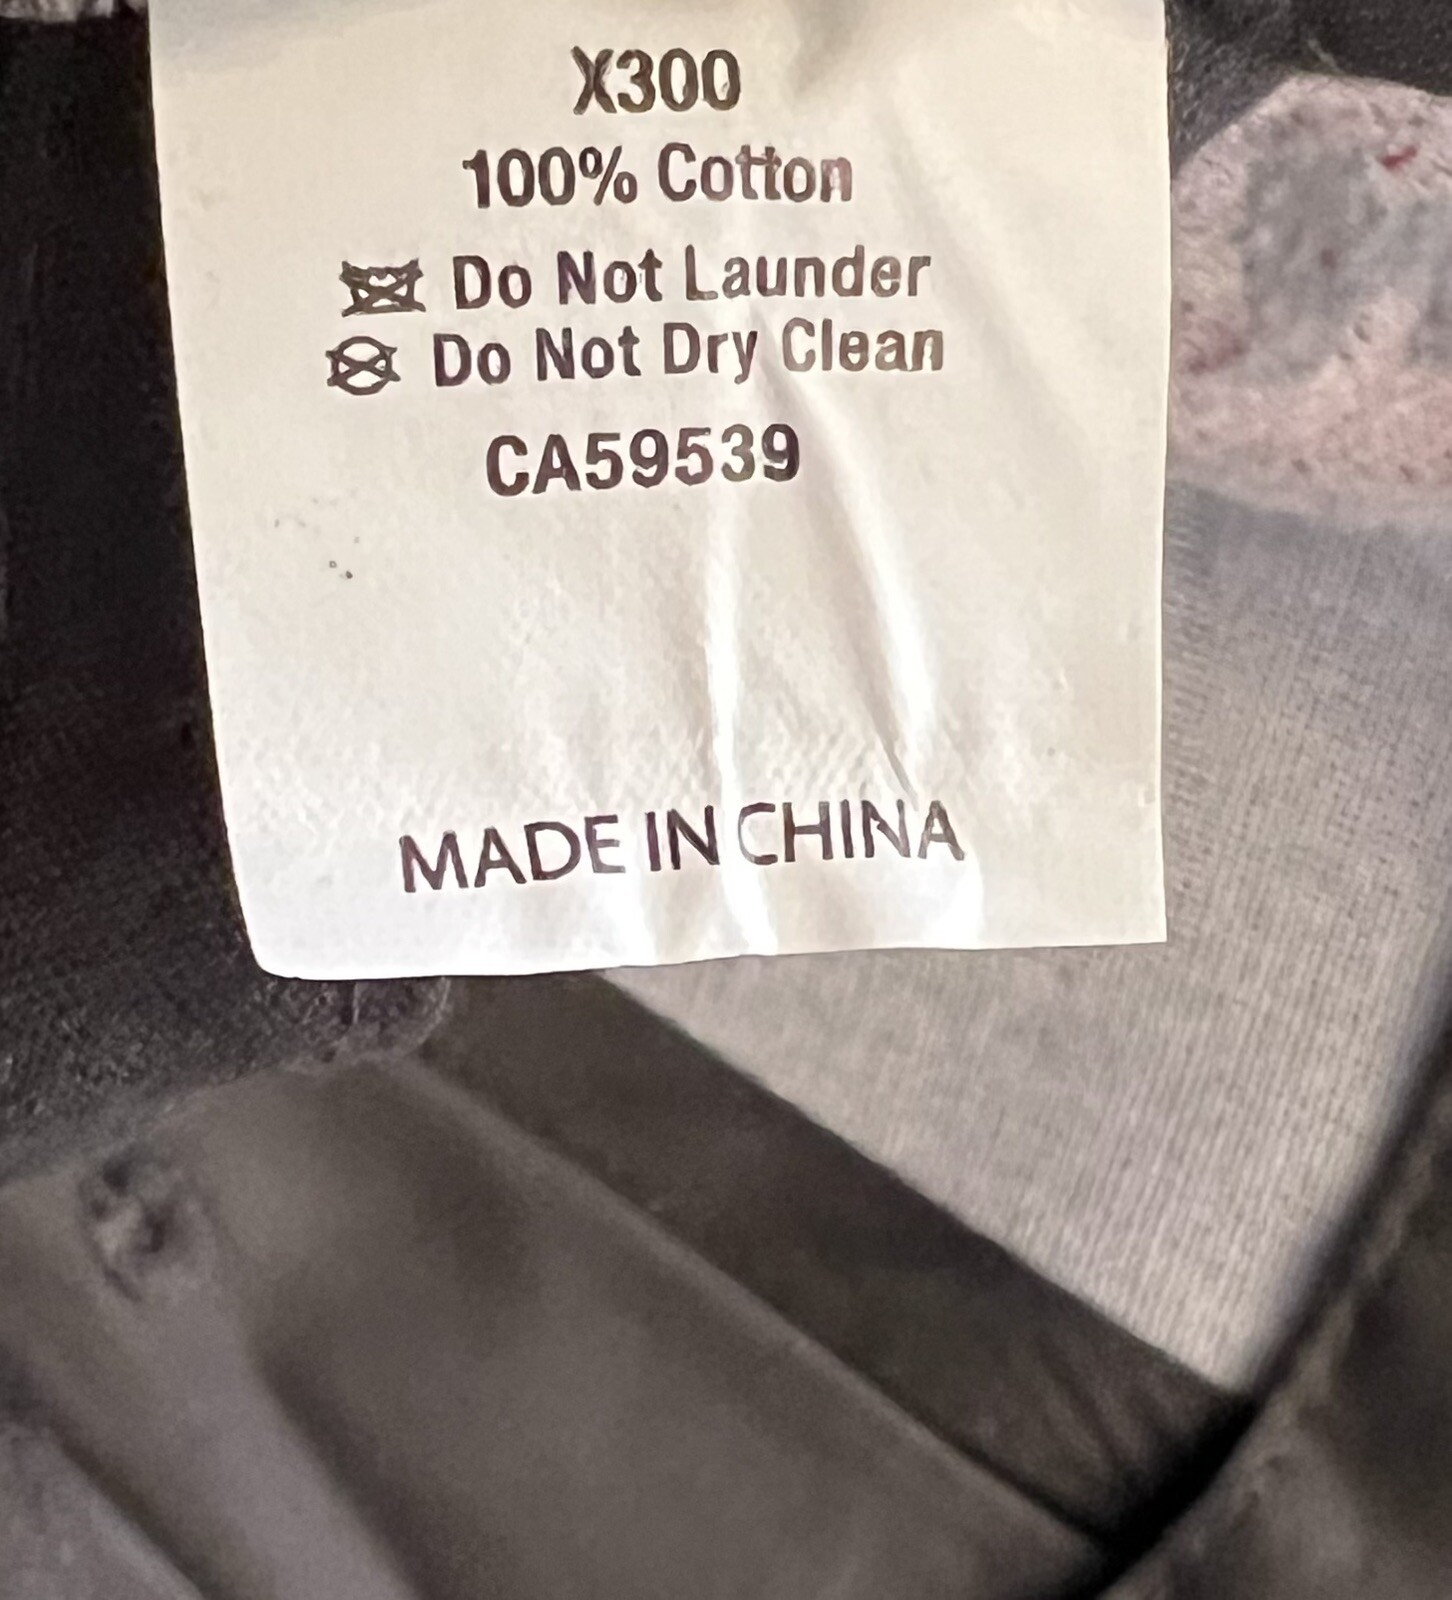 X300
100% Cotton
Do Not Launder
Do Not Dry Clean
CA59539
MADE IN CHINA